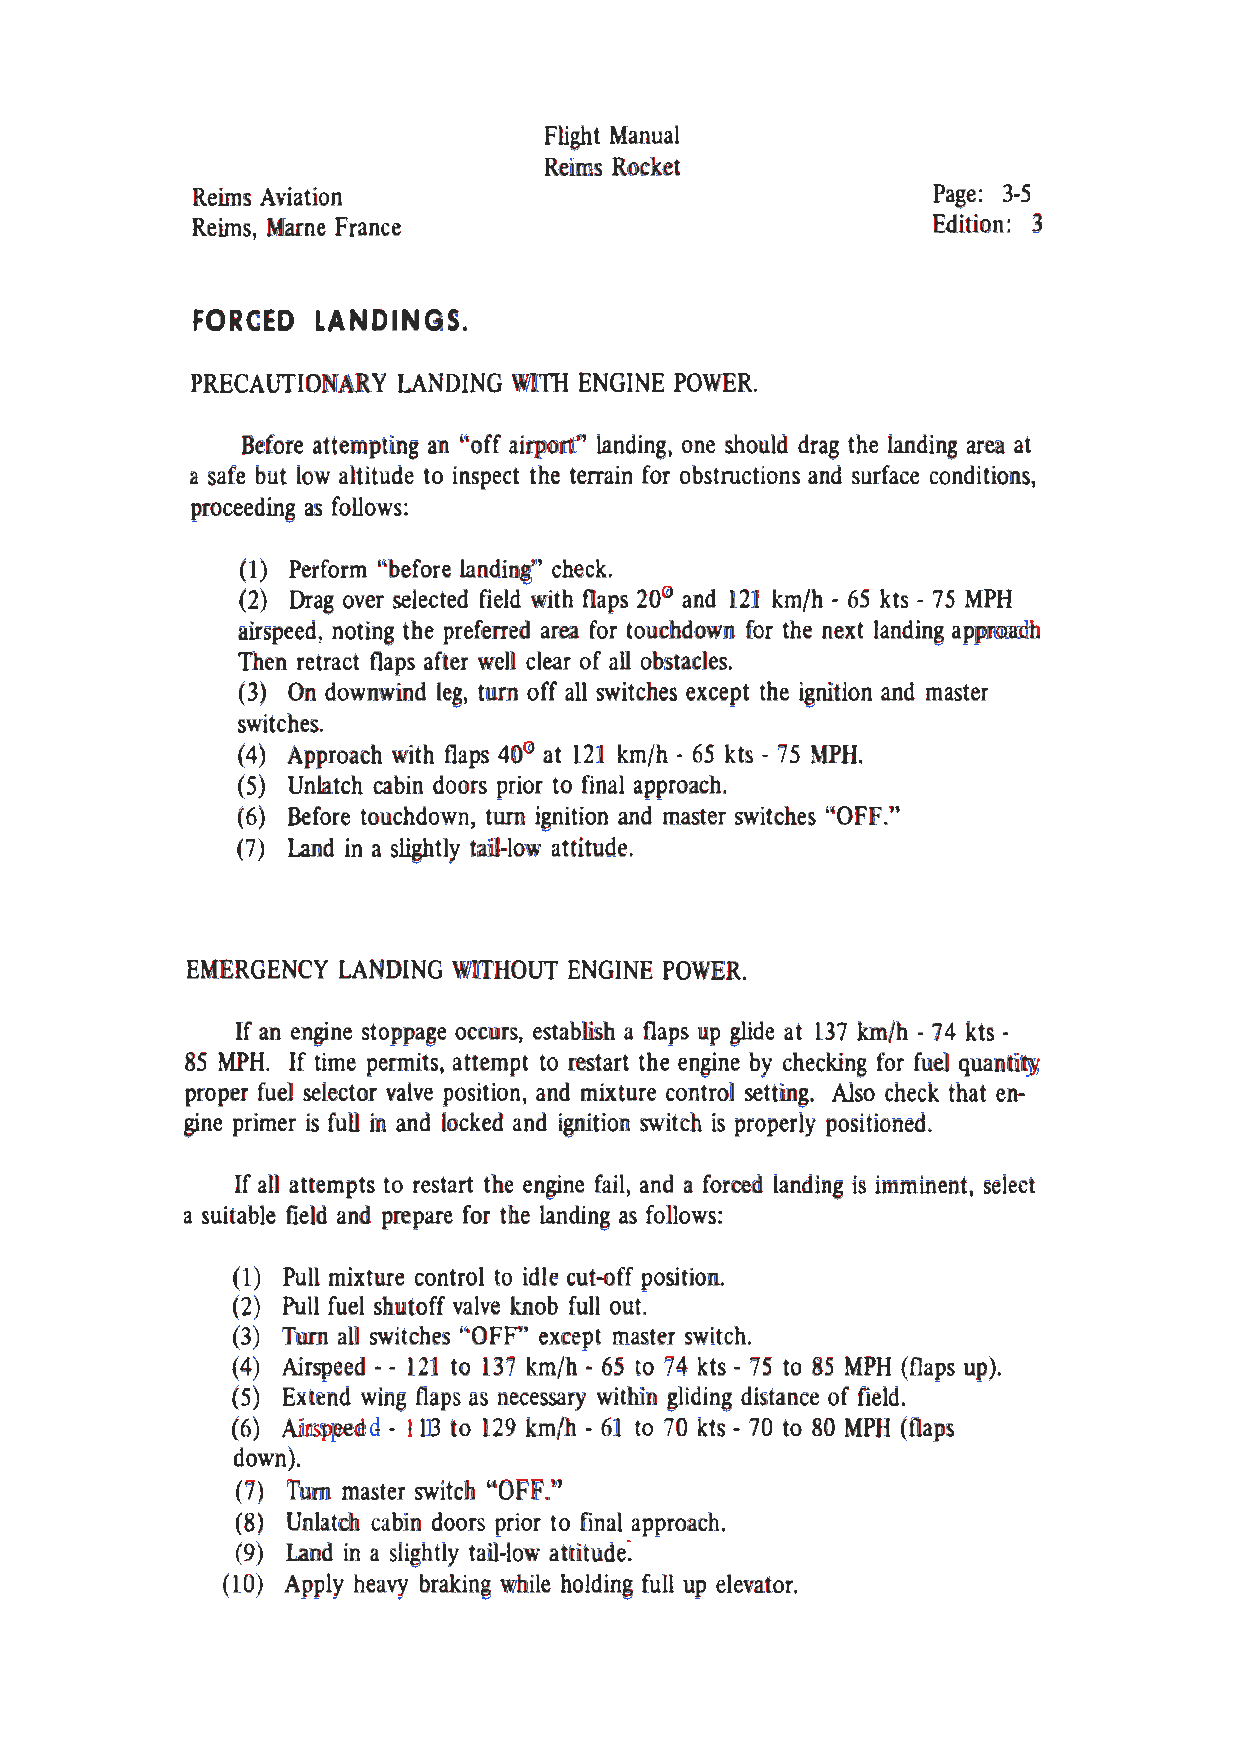 Flight Manual
Reims Rocket
Reims Aviation
Page: 3-5
Reims, Marne France
Edition: 3
FORCED LANDINGS.
PRECAUTIONARY LANDING WITH ENGINE POWER.
Before attempting an “off airport” landing, one should drag the landing area at
a safe but low altitude to inspect the terrain for obstructions and surface conditions,
proceeding as follows:
(1) Perform “before landing” check.
(2) Drag over selected field with flaps 20° and 121 km/h - 65 kts - 75 MPH
airspeed, noting the preferred area for touchdown for the next landing approach
Then retract flaps after well clear of all obstacles.
(3) On downwind leg, turn off all switches except the ignition and master
switches.
(4) Approach with flaps 40° at 121 km/h - 65 kts - 75 MPH.
(5) Unlatch cabin doors prior to final approach.
(6) Before touchdown, turn ignition and master switches “OFF.”
(7) Land in a slightly tail-low attitude.
EMERGENCY LANDING WITHOUT ENGINE POWER.
If an engine stoppage occurs, establish a flaps up glide at 137 km/h - 74 kts -
85 MPH. If time permits, attempt to restart the engine by checking for fuel quantity,
proper fuel selector valve position, and mixture control setting. Also check that en-
gine primer is full in and locked and ignition switch is properly positioned.
If all attempts to restart the engine fail, and a forced landing is imminent, select
a suitable field and prepare for the landing as follows:
(1) Pull mixture control to idle cut-off position.
(2) Pull fuel shutoff valve knob full out.
(3) Turn all switches “OFF” except master switch.
(4) Airspeed - - 121 to 137 km/h - 65 to 74 kts - 75 to 85 MPH (flaps up).
(5) Extend wing flaps as necessary within gliding distance of field.
(6) Airspeed - 113 to 129 km/h - 61 to 70 kts - 70 to 80 MPH (flaps
down).
(7) Turn master switch “OFF.”
(8) Unlatch cabin doors prior to final approach.
(9) Land in a slightly tail-low attitude.
(10) Apply heavy braking while holding full up elevator.